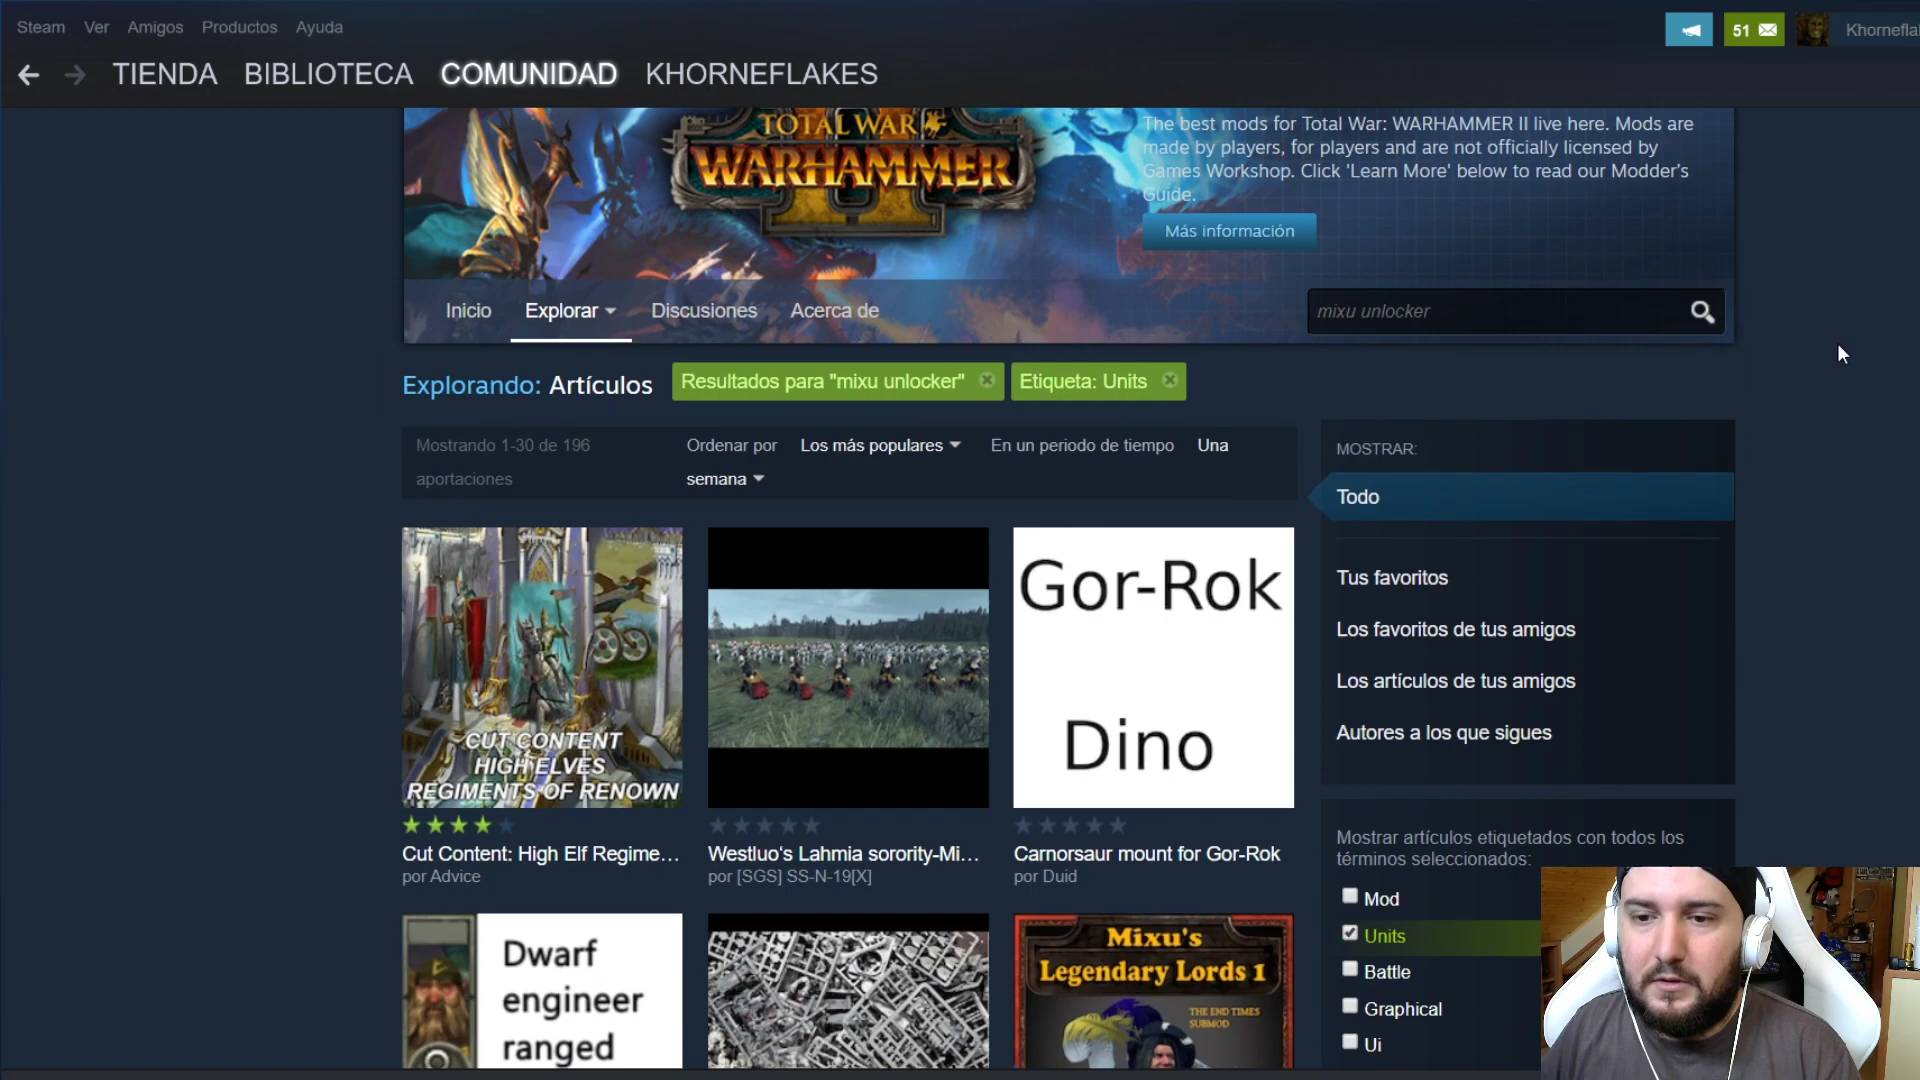 Steam Ver Amigos Productos Ayuda
51
Khornefla
TIENDA BIBLIOTECA COMUNIDAD KHORNEFLAKES
TOTAL WAR
WARHAMMER
II
The best mods for Total War: WARHAMMER II live here. Mods are
made by players, for players and are not officially licensed by
Games Workshop. Click 'Learn More' below to read our Modder's
Guide.
Más información
Inicio Explorar Discusiones Acerca de
mixu unlocker
Explorando: Artículos
Resultados para "mixu unlocker"
Etiqueta: Units
Mostrando 1-30 de 196
aportaciones
Ordenar por Los más populares En un periodo de tiempo Una
semana
CUT CONTENT
HIGH ELVES
REGIMENTS OF RENOWN
Gor-Rok
Dino
Cut Content: High Elf Regime...
por Advice
Westluo's Lahmia sorority-Mi...
por [SGS] SS-N-19[X]
Carnorsaur mount for Gor-Rok
por Duid
Dwarf
engineer
ranged
Mixu's
Legendary Lords 1
THE END TIMES
SUBMOD
MOSTRAR:
Todo
Tus favoritos
Los favoritos de tus amigos
Los artículos de tus amigos
Autores a los que sigues
Mostrar artículos etiquetados con todos los
términos seleccionados:
Mod
Units
Battle
Graphical
Ui